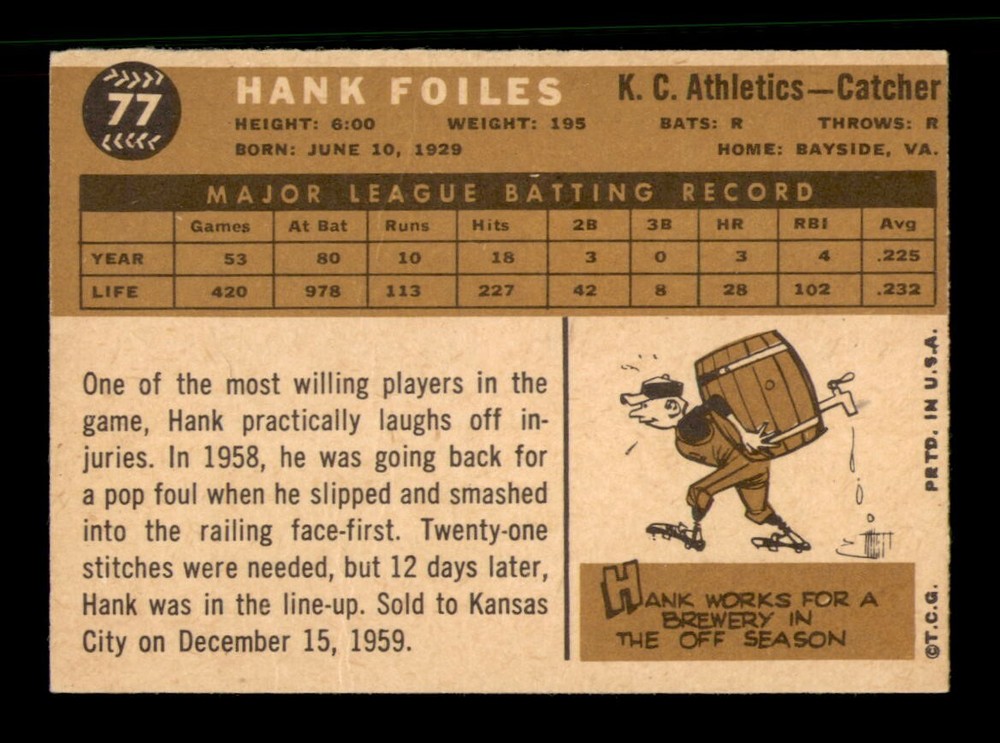 77
HANK FOILES
K. C. Athletics—Catcher
HEIGHT: 6:00 WEIGHT: 195 BATS: R THROWS: R
BORN: JUNE 10, 1929 HOME: BAYSIDE, VA.
MAJOR LEAGUE BATTING RECORD
Games At Bat Runs Hits 2B 3B HR RBI Avg
YEAR 53 80 10 18 3 0 3 4 .225
LIFE 420 978 113 227 42 8 28 102 .232
One of the most willing players in the
game, Hank practically laughs off in-
juries. In 1958, he was going back for
a pop foul when he slipped and smashed
into the railing face-first. Twenty-one
stitches were needed, but 12 days later,
Hank was in the line-up. Sold to Kansas
City on December 15, 1959.
HANK WORKS FOR A
BREWERY IN
THE OFF SEASON
©T.C.G. PRTD. IN U.S.A.